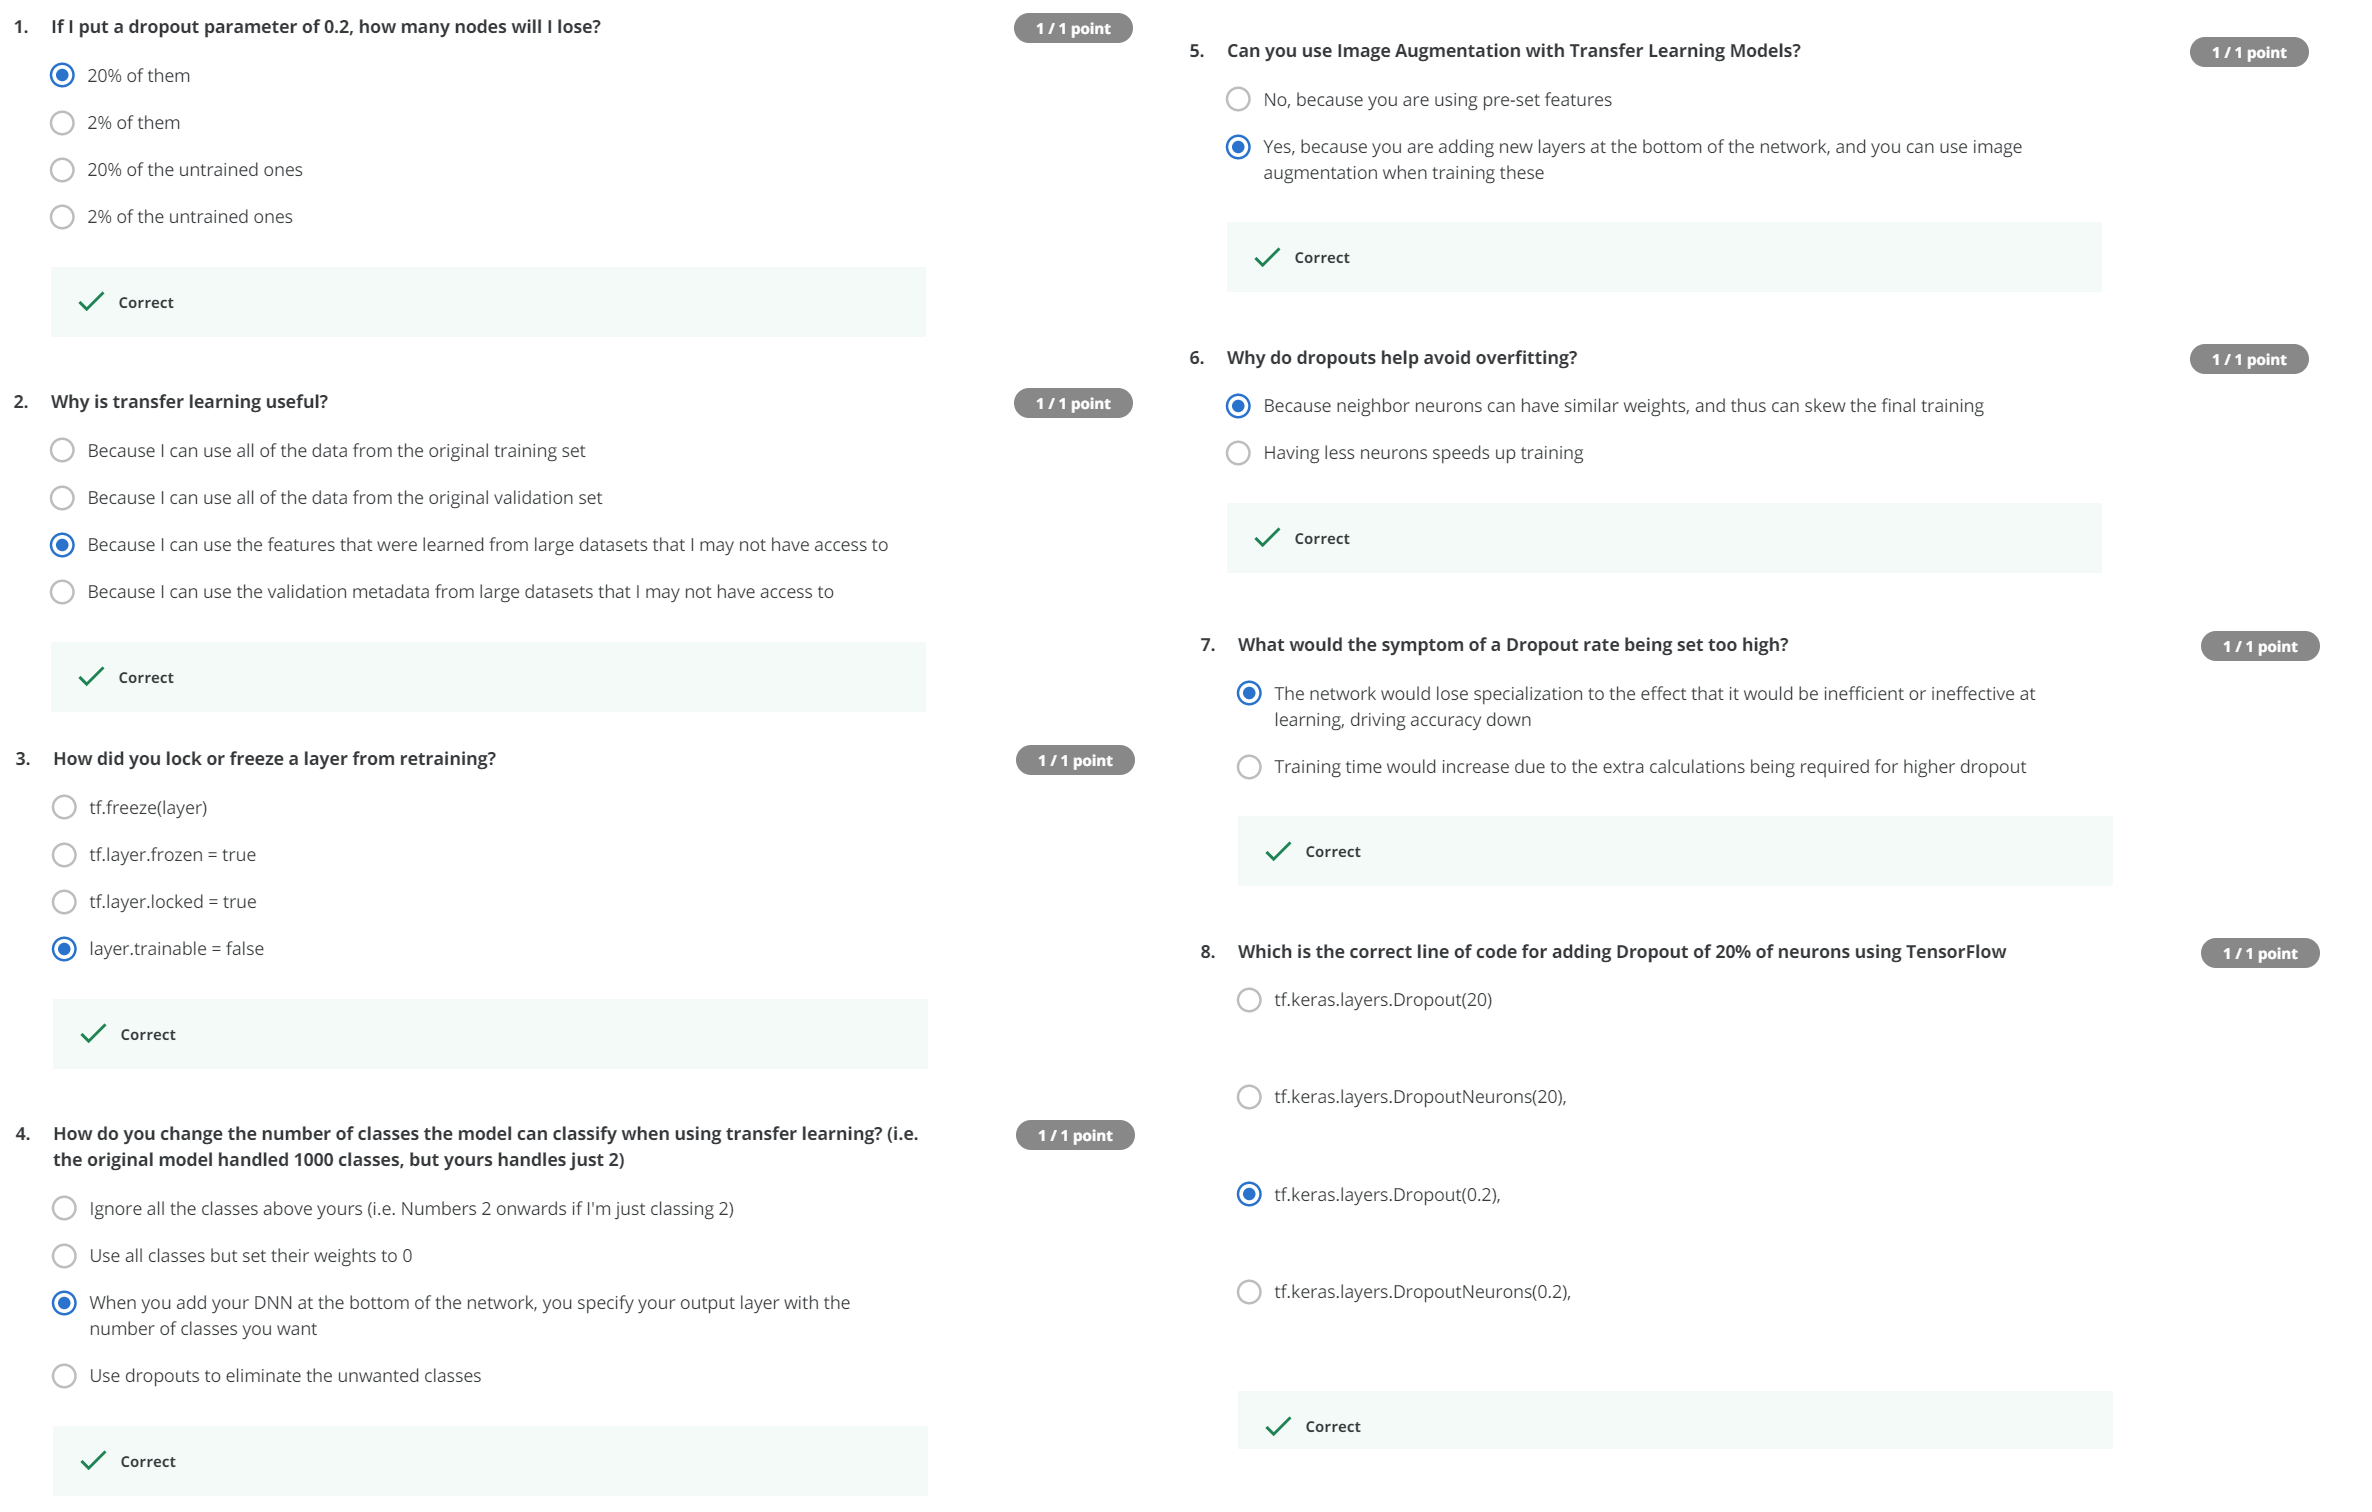 1. If I put a dropout parameter of 0.2, how many nodes will I lose?
1 / 1 point
20% of them
2% of them
20% of the untrained ones
2% of the untrained ones
Correct
2. Why is transfer learning useful?
1 / 1 point
Because I can use all of the data from the original training set
Because I can use all of the data from the original validation set
Because I can use the features that were learned from large datasets that I may not have access to
Because I can use the validation metadata from large datasets that I may not have access to
Correct
3. How did you lock or freeze a layer from retraining?
1 / 1 point
tf.freeze(layer)
tf.layer.frozen = true
tf.layer.locked = true
layer.trainable = false
Correct
4. How do you change the number of classes the model can classify when using transfer learning? (i.e.
the original model handled 1000 classes, but yours handles just 2)
1 / 1 point
Ignore all the classes above yours (i.e. Numbers 2 onwards if I'm just classing 2)
Use all classes but set their weights to 0
When you add your DNN at the bottom of the network, you specify your output layer with the
number of classes you want
Use dropouts to eliminate the unwanted classes
Correct
5. Can you use Image Augmentation with Transfer Learning Models?
1 / 1 point
No, because you are using pre-set features
Yes, because you are adding new layers at the bottom of the network, and you can use image
augmentation when training these
Correct
6. Why do dropouts help avoid overfitting?
1 / 1 point
Because neighbor neurons can have similar weights, and thus can skew the final training
Having less neurons speeds up training
Correct
7. What would the symptom of a Dropout rate being set too high?
1 / 1 point
The network would lose specialization to the effect that it would be inefficient or ineffective at
learning, driving accuracy down
Training time would increase due to the extra calculations being required for higher dropout
Correct
8. Which is the correct line of code for adding Dropout of 20% of neurons using TensorFlow
1 / 1 point
tf.keras.layers.Dropout(20)
tf.keras.layers.DropoutNeurons(20),
tf.keras.layers.Dropout(0.2),
tf.keras.layers.DropoutNeurons(0.2),
Correct